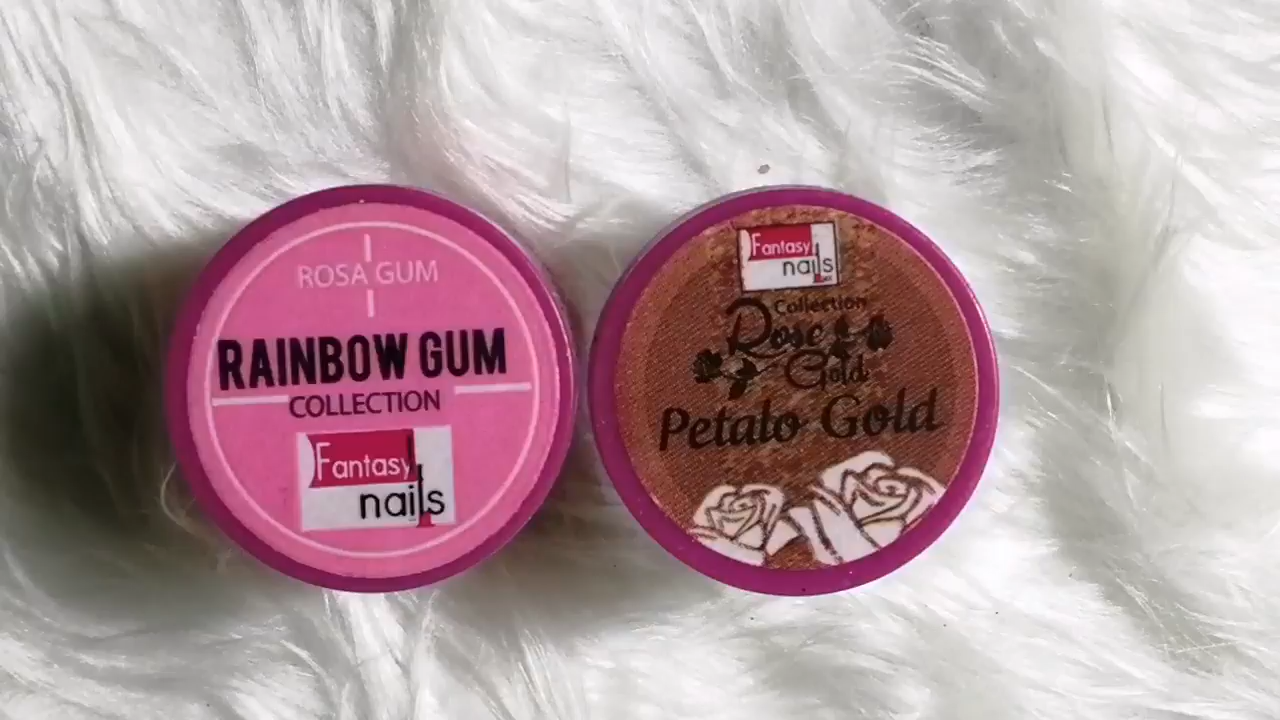 ROSA GUM
RAINBOW GUM
COLLECTION
Fantasy
nails
Fantasy
nails
Collection
Rose
Gold
Petalo Gold